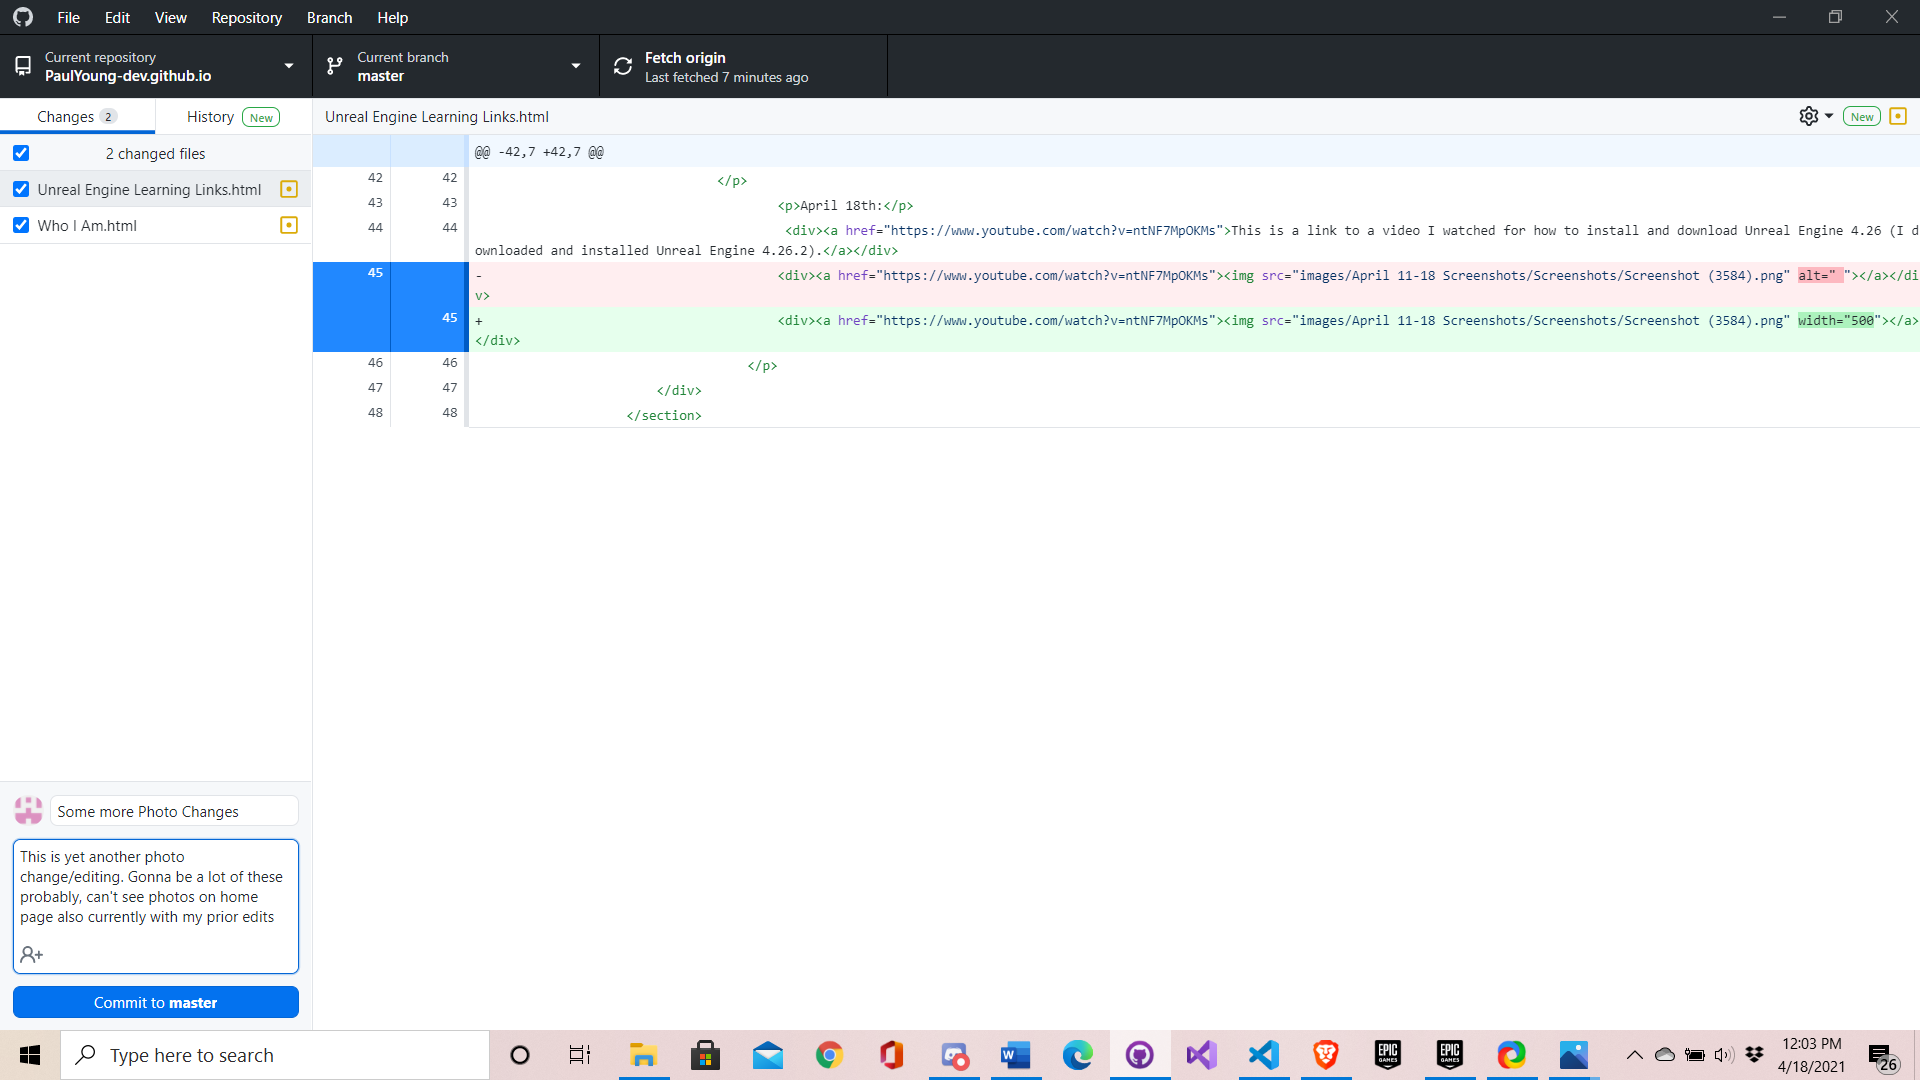 File Edit View Repository Branch Help
Current repository
PaulYoung-dev.github.io
Current branch
master
Fetch origin
Last fetched 7 minutes ago
Changes 2
History New
Unreal Engine Learning Links.html
New
2 changed files
Unreal Engine Learning Links.html
Who I Am.html
@@ -42,7 +42,7 @@
42 42 </p>
43 43 <p>April 18th:</p>
44 44 <div><a href="https://www.youtube.com/watch?v=ntNF7MpOKMs">This is a link to a video I watched for how to install and download Unreal Engine 4.26 (I d
ownloaded and installed Unreal Engine 4.26.2).</a></div>
45 - <div><a href="https://www.youtube.com/watch?v=ntNF7MpOKMs"><img src="images/April 11-18 Screenshots/Screenshots/Screenshot (3584).png" alt=" "></a></di
v>
45 + <div><a href="https://www.youtube.com/watch?v=ntNF7MpOKMs"><img src="images/April 11-18 Screenshots/Screenshots/Screenshot (3584).png" width="500"></a>
</div>
46 46 </p>
47 47 </div>
48 48 </section>
Some more Photo Changes
This is yet another photo
change/editing. Gonna be a lot of these
probably, can't see photos on home
page also currently with my prior edits
Commit to master
Type here to search
W
EPIC
GAMES
EPIC
GAMES
12:03 PM
4/18/2021
26